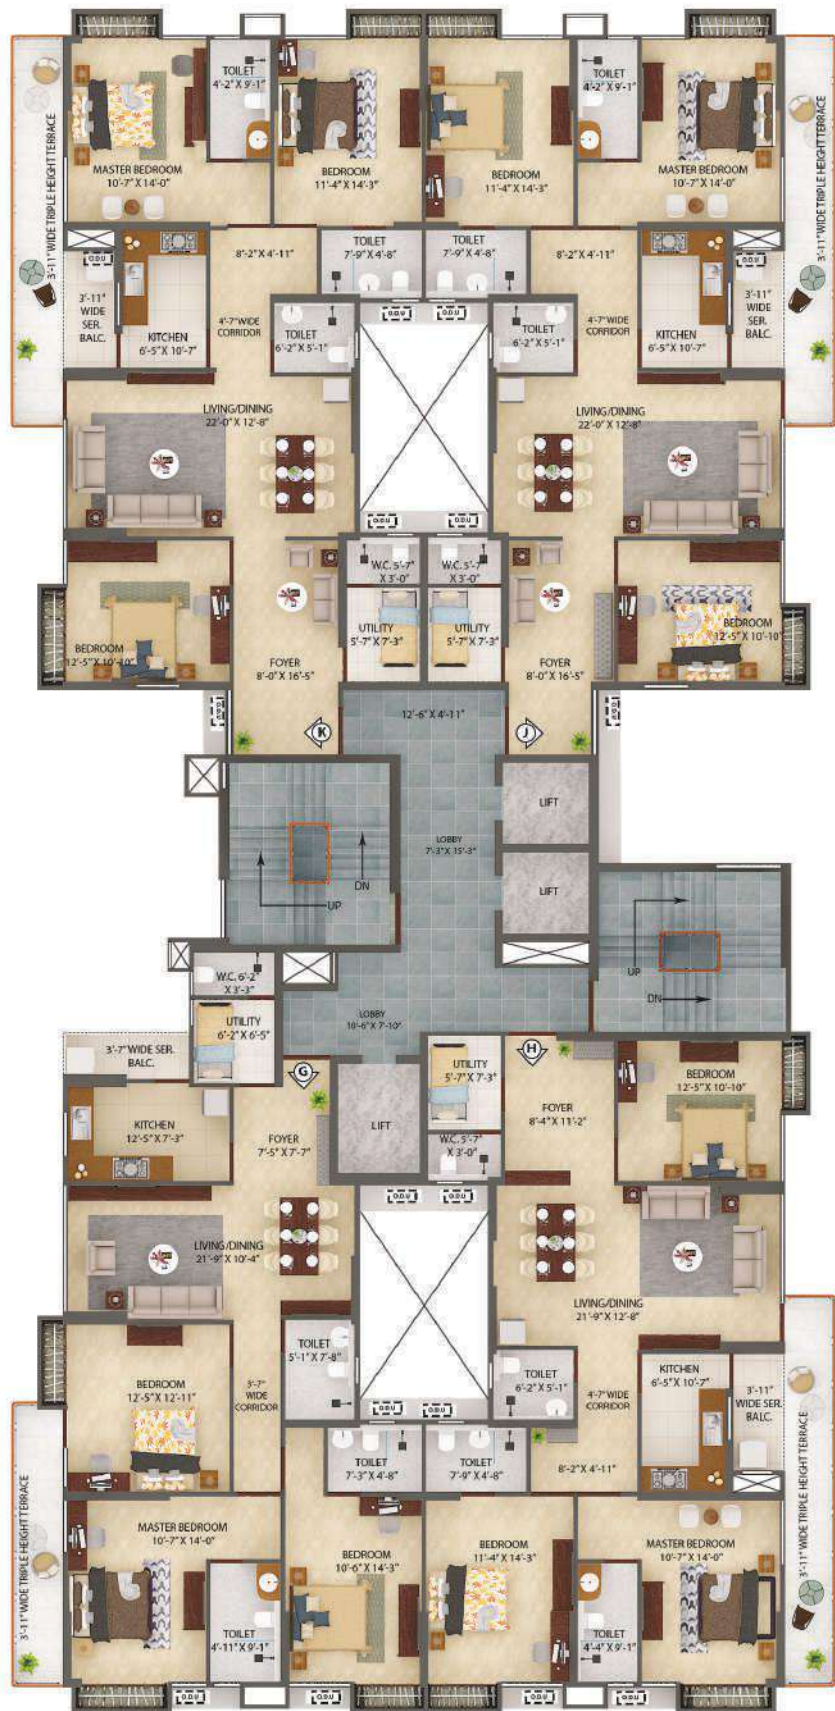 TOILET
4'-2" X 9'-1"
TOILET
4'-2" X 9'-1"
3'-11" WIDE TRIPLE HEIGHT TERRACE
MASTER BEDROOM
10'-7" X 14'-0"
BEDROOM
11'-4" X 14'-3"
BEDROOM
11'-4" X 14'-3"
MASTER BEDROOM
10'-7" X 14'-0"
3'-11" WIDE TRIPLE HEIGHT TERRACE
O.D.U
8'-2" X 4'-11"
TOILET
7'-9" X 4'-8"
TOILET
7'-9" X 4'-8"
8'-2" X 4'-11"
O.D.U
3'-11"
WIDE
SER.
BALC.
KITCHEN
6'-5" X 10'-7"
4'-7" WIDE
CORRIDOR
TOILET
6'-2" X 5'-1"
O.D.U
O.D.U
TOILET
6'-2" X 5'-1"
4'-7" WIDE
CORRIDOR
KITCHEN
6'-5" X 10'-7"
3'-11"
WIDE
SER.
BALC.
LIVING/DINING
22'-0" X 12'-8"
LIVING/DINING
22'-0" X 12'-8"
O.D.U
O.D.U
W.C. 5'-7"
X 3'-0"
W.C. 5'-7"
X 3'-0"
BEDROOM
12'-5" X 10'-10"
FOYER
8'-0" X 16'-5"
UTILITY
5'-7" X 7'-3"
UTILITY
5'-7" X 7'-3"
FOYER
8'-0" X 16'-5"
BEDROOM
12'-5" X 10'-10"
O.D.U
O.D.U
K
12'-6" X 4'-11"
J
LIFT
LOBBY
7'-3" X 15'-3"
DN
UP
LIFT
UP
DN
W.C. 6'-2"
X 3'-3"
UTILITY
6'-2" X 6'-5"
LOBBY
10'-6" X 7'-10"
3'-7" WIDE SER.
BALC.
G
UTILITY
5'-7" X 7'-3"
H
BEDROOM
12'-5" X 10'-10"
KITCHEN
12'-5" X 7'-3"
FOYER
7'-5" X 7'-7"
LIFT
W.C. 5'-7"
X 3'-0"
FOYER
8'-4" X 11'-2"
O.D.U
O.D.U
LIVING/DINING
21'-9" X 10'-4"
LIVING/DINING
21'-9" X 12'-8"
BEDROOM
12'-5" X 12'-11"
3'-7"
WIDE
CORRIDOR
TOILET
5'-1" X 7'-8"
O.D.U
O.D.U
TOILET
6'-2" X 5'-1"
4'-7" WIDE
CORRIDOR
KITCHEN
6'-5" X 10'-7"
3'-11"
WIDE SER.
BALC.
TOILET
7'-3" X 4'-8"
TOILET
7'-9" X 4'-8"
8'-2" X 4'-11"
3'-11" WIDE TRIPLE HEIGHT TERRACE
MASTER BEDROOM
10'-7" X 14'-0"
BEDROOM
10'-6" X 14'-3"
BEDROOM
11'-4" X 14'-3"
MASTER BEDROOM
10'-7" X 14'-0"
3'-11" WIDE TRIPLE HEIGHT TERRACE
TOILET
4'-11" X 9'-1"
TOILET
4'-4" X 9'-1"
O.D.U
O.D.U
O.D.U
O.D.U